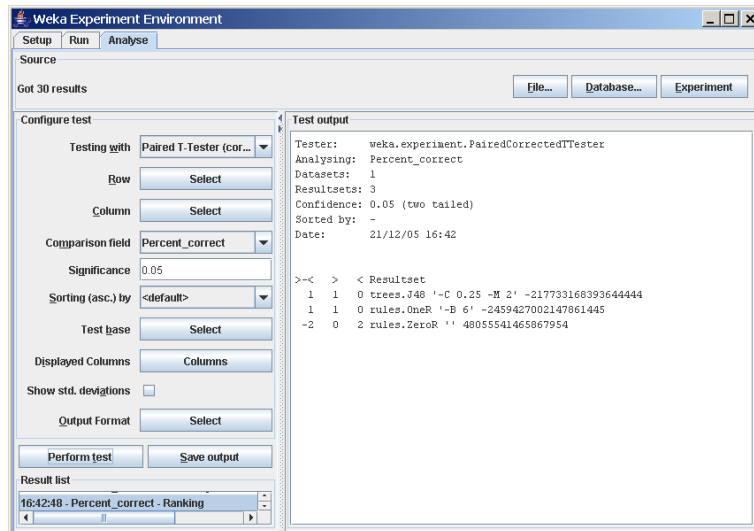 Weka Experiment Environment
Setup Run Analyse
Source
Got 30 results
File... Database... Experiment
Configure test
Testing with Paired T-Tester (cor...
Row Select
Column Select
Comparison field Percent_correct
Significance 0.05
Sorting (asc.) by <default>
Test base Select
Displayed Columns Columns
Show std. deviations
Output Format Select
Perform test Save output
Result list
16:42:48 - Percent_correct - Ranking
Test output
Tester: weka.experiment.PairedCorrectedTTester
Analysing: Percent_correct
Datasets: 1
Resultsets: 3
Confidence: 0.05 (two tailed)
Sorted by: -
Date: 21/12/05 16:42
>-< > < Resultset
1 1 0 trees.J48 '-C 0.25 -M 2' -217733168393644444
1 1 0 rules.OneR '-B 6' -2459427002147861445
-2 0 2 rules.ZeroR '' 48055541465867954